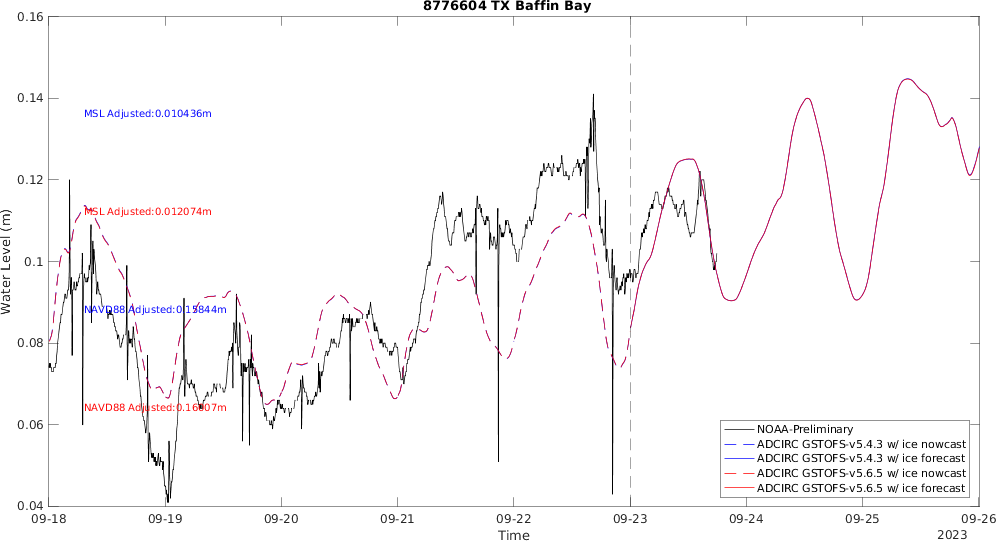 8776604 TX Baffin Bay
0.16
0.14
0.12
0.1
0.08
0.06
0.04
Water Level (m)
MSL Adjusted:0.010436m
MSL Adjusted:0.012074m
NAVD88 Adjusted:0.15844m
NAVD88 Adjusted:0.16007m
NOAA-Preliminary
ADCIRC GSTOFS-v5.4.3 w/ ice nowcast
ADCIRC GSTOFS-v5.4.3 w/ ice forecast
ADCIRC GSTOFS-v5.6.5 w/ ice nowcast
ADCIRC GSTOFS-v5.6.5 w/ ice forecast
09-18 09-19 09-20 09-21 09-22 09-23 09-24 09-25 09-26
Time
2023